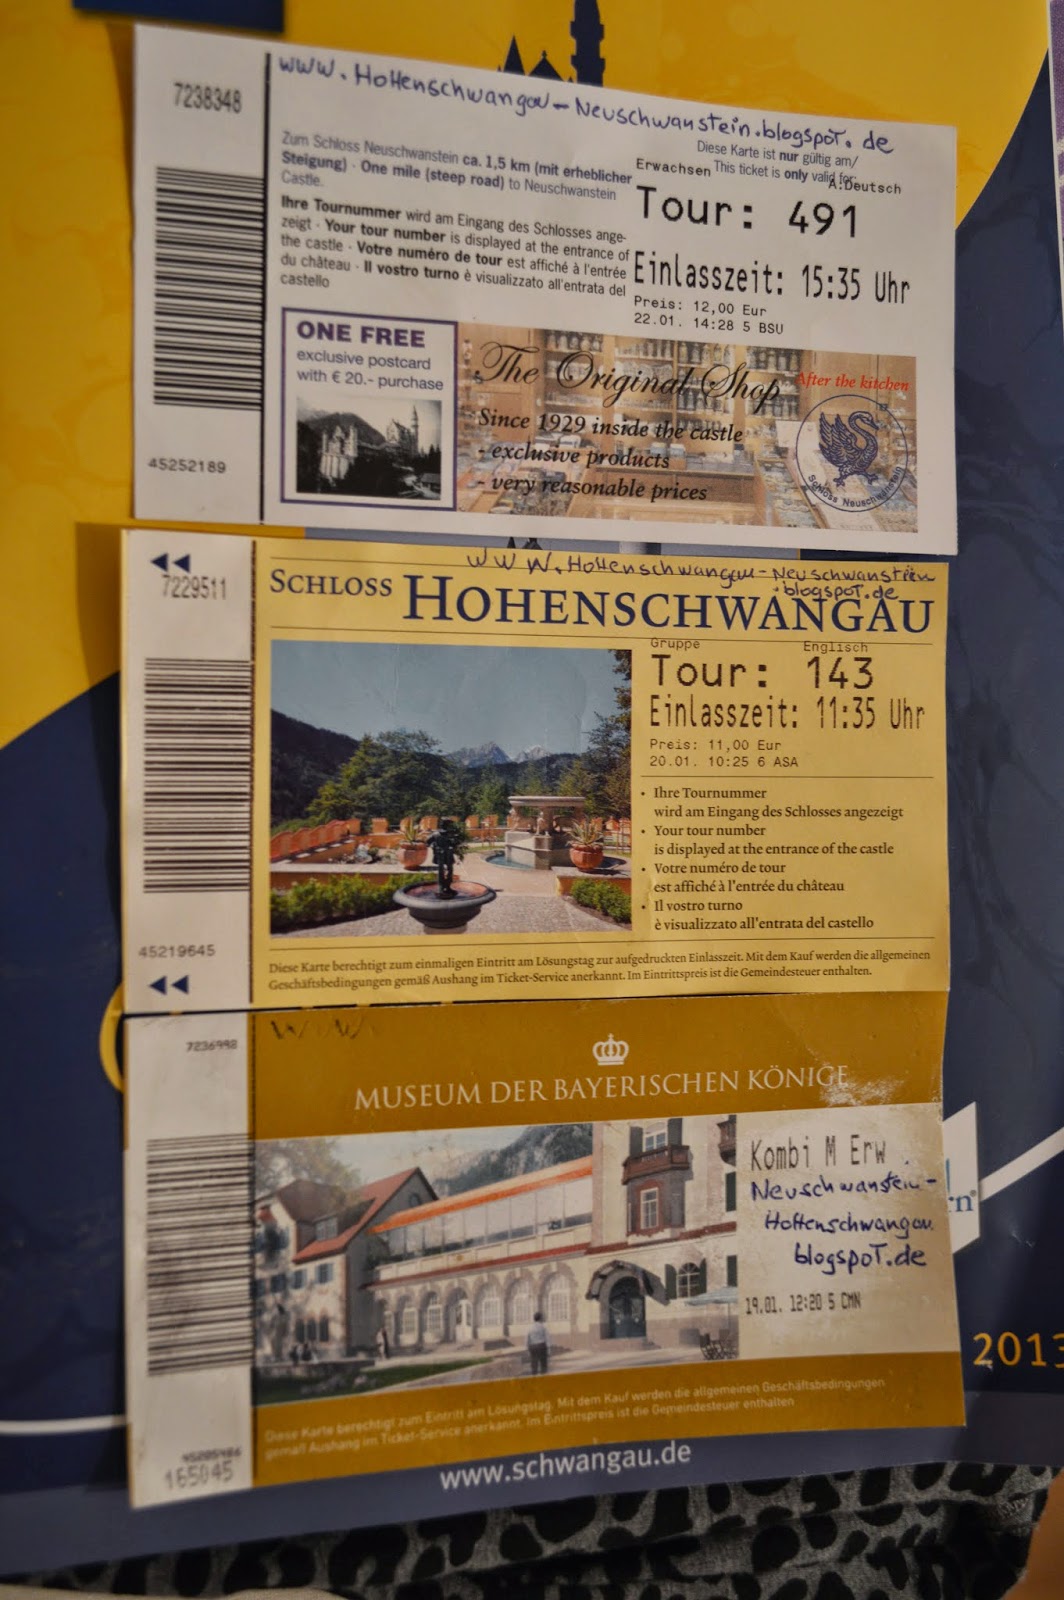 7238348
www.Hohenschwangau-Neuschwanstein.blogspot.de
Zum Schloss Neuschwanstein ca. 1,5 km (mit erheblicher
Steigung) · One mile (steep road) to Neuschwanstein
Castle.
Ihre Tournummer wird am Eingang des Schlosses ange-
zeigt · Your tour number is displayed at the entrance of
the castle · Votre numéro de tour est affiché à l'entrée
du château · Il vostro turno è visualizzato all'entrata del
castello
Diese Karte ist nur gültig am/
Erwachsen This ticket is only valid for:
A:Deutsch
Tour: 491
Einlasszeit: 15:35 Uhr
Preis: 12,00 Eur
22.01. 14:28 5 BSU
45252189
ONE FREE
exclusive postcard
with € 20.- purchase
The Original Shop
After the kitchen
Since 1929 inside the castle
- exclusive products
- very reasonable prices
Schloss Neuschwanstein
7229511
www.Hohenschwangau-Neuschwanstein
.blogspot.de
SCHLOSS HOHENSCHWANGAU
Gruppe Englisch
Tour: 143
Einlasszeit: 11:35 Uhr
Preis: 11,00 Eur
20.01. 10:25 6 ASA
• Ihre Tournummer
wird am Eingang des Schlosses angezeigt
• Your tour number
is displayed at the entrance of the castle
• Votre numéro de tour
est affiché à l'entrée du château
• Il vostro turno
è visualizzato all'entrata del castello
45219645
Diese Karte berechtigt zum einmaligen Eintritt am Lösungstag zur aufgedruckten Einlasszeit. Mit dem Kauf werden die allgemeinen
Geschäftsbedingungen gemäß Aushang im Ticket-Service anerkannt. Im Eintrittspreis ist die Gemeindesteuer enthalten.
7236992
www
MUSEUM DER BAYERISCHEN KÖNIGE
Kombi M Erw
Neuschwanstein-
Hohenschwangau.
blogspot.de
19.01. 12:20 5 CMN
n®
2013
Diese Karte berechtigt zum Eintritt am Lösungstag. Mit dem Kauf werden die allgemeinen Geschäftsbedingungen
gemäß Aushang im Ticket-Service anerkannt. Im Eintrittspreis ist die Gemeindesteuer enthalten
165045
www.schwangau.de